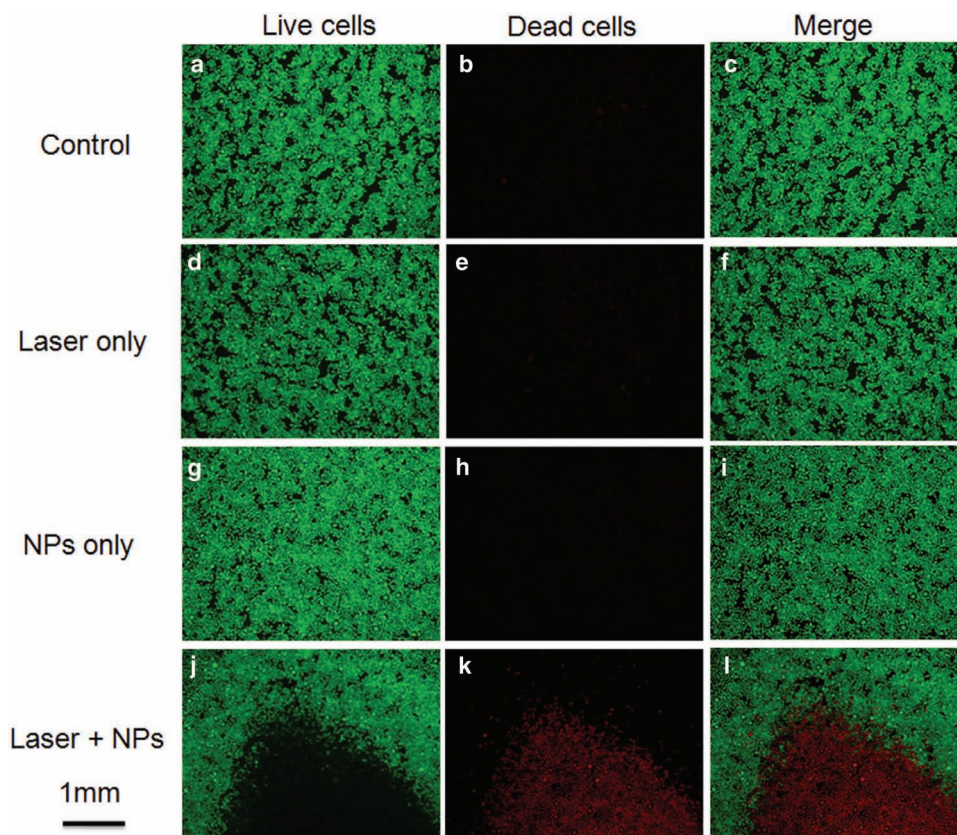 Live cells
Dead cells
Merge
Control
a
b
c
Laser only
d
e
f
NPs only
g
h
i
Laser + NPs
j
k
l
1mm